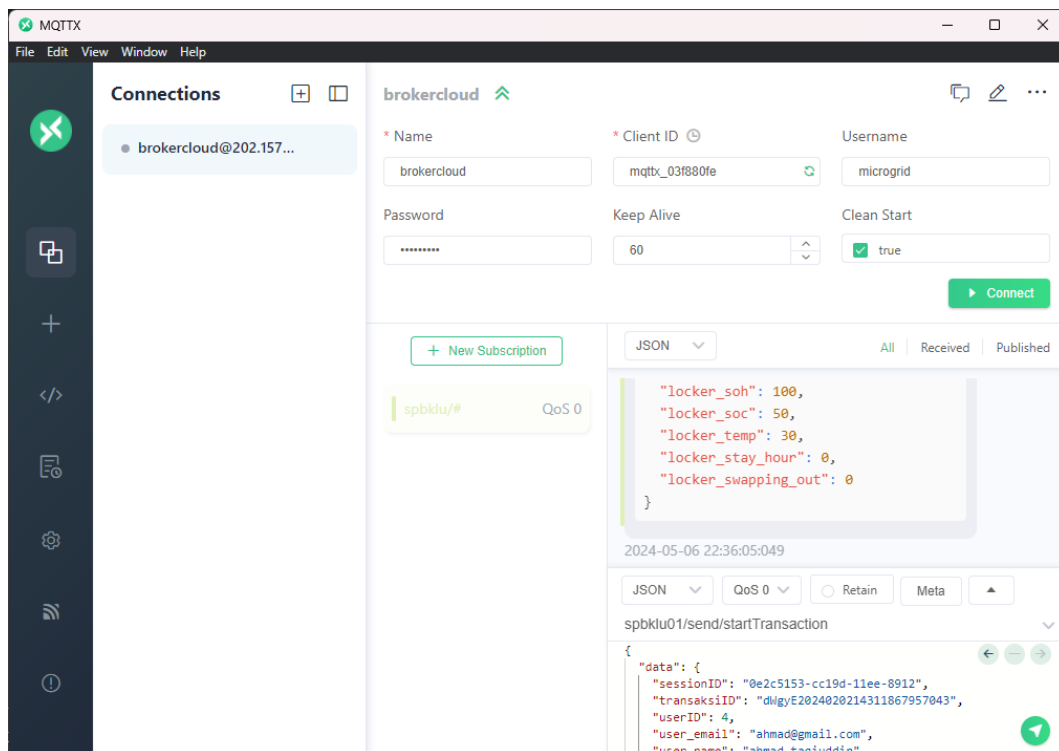 MQTTX
File Edit View Window Help
Connections
brokercloud@202.157...
brokercloud
* Name
* Client ID
Username
brokercloud
mqttx_03f880fe
microgrid
Password
Keep Alive
Clean Start
•••••••••
60
true
Connect
+ New Subscription
spbklu/# QoS 0
JSON
All Received Published
"locker_soh": 100,
"locker_soc": 50,
"locker_temp": 30,
"locker_stay_hour": 0,
"locker_swapping_out": 0
}
2024-05-06 22:36:05:049
JSON QoS 0 Retain Meta
spbklu01/send/startTransaction
{
"data": {
"sessionID": "0e2c5153-cc19d-11ee-8912",
"transaksiID": "dWgyE2024020214311867957043",
"userID": 4,
"user_email": "ahmad@gmail.com",
"user_name": "ahmad taqiuddin"